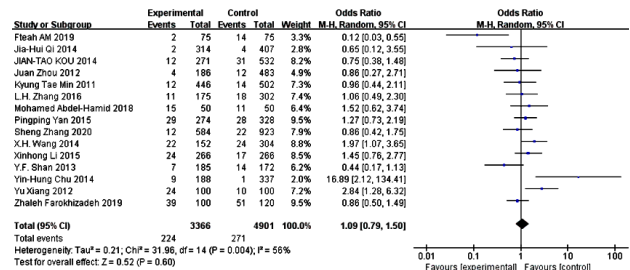 Experimental Control Odds Ratio Odds Ratio
Study or Subgroup Events Total Events Total Weight M-H, Random, 95% CI M-H, Random, 95% CI
Fteah AM 2019 2 75 14 75 3.3% 0.12 [0.03, 0.55]
Jia-Hui Qi 2014 2 314 4 407 2.8% 0.65 [0.12, 3.55]
JIAN-TAO KOU 2014 12 271 31 532 8.8% 0.75 [0.38, 1.48]
Juan Zhou 2012 4 186 12 483 5.2% 0.86 [0.27, 2.71]
Kyung Tae Min 2011 12 446 14 502 7.9% 0.96 [0.44, 2.11]
L.H. Zhang 2016 11 175 18 302 8.0% 1.06 [0.49, 2.30]
Mohamed Abdel-Hamid 2018 15 50 11 50 6.9% 1.52 [0.62, 3.74]
Pingping Yan 2015 29 274 28 328 10.2% 1.27 [0.73, 2.19]
Sheng Zhang 2020 12 584 22 923 8.5% 0.86 [0.42, 1.75]
X.H. Wang 2014 22 152 24 304 9.4% 1.97 [1.07, 3.65]
Xinhong Li 2015 24 266 17 266 9.1% 1.45 [0.76, 2.77]
Y.F. Shan 2013 7 185 14 172 6.6% 0.44 [0.17, 1.13]
Yin-Hung Chu 2014 9 188 1 337 2.0% 16.89 [2.12, 134.41]
Yu Xiang 2012 24 100 10 100 7.7% 2.84 [1.28, 6.32]
Zhaleh Farokhizadeh 2019 39 100 51 120 10.2% 0.86 [0.50, 1.49]
Total (95% CI) 3366 4901 100.0% 1.09 [0.79, 1.50]
Total events 224 271
Heterogeneity: Tau² = 0.21; Chi² = 31.96, df = 14 (P = 0.004); I² = 56%
Test for overall effect: Z = 0.52 (P = 0.60)
0.01 0.1 1 10 100
Favours [experimental] Favours [control]